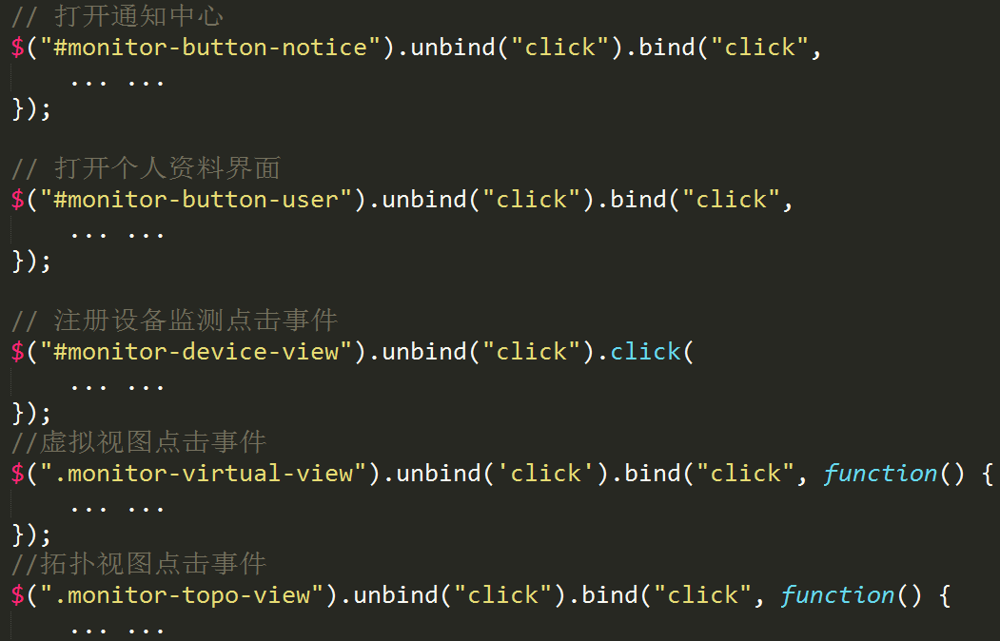 // 打开通知中心
$("#monitor-button-notice").unbind("click").bind("click",
... ...
});
// 打开个人资料界面
$("#monitor-button-user").unbind("click").bind("click",
... ...
});
// 注册设备监测点击事件
$("#monitor-device-view").unbind("click").click(
... ...
});
//虚拟视图点击事件
$(".monitor-virtual-view").unbind('click').bind("click", function() {
... ...
});
//拓扑视图点击事件
$(".monitor-topo-view").unbind("click").bind("click", function() {
... ...